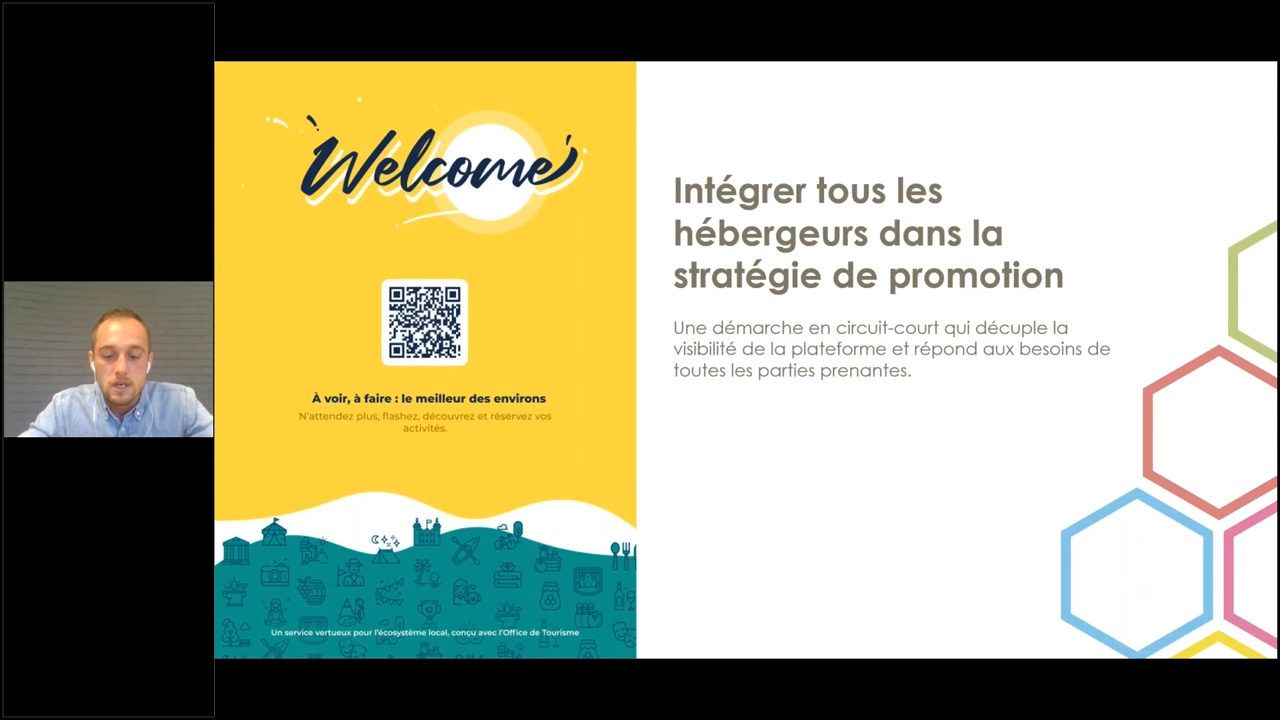 Welcome
À voir, à faire : le meilleur des environs
N'attendez plus, flashez, découvrez et réservez vos
activités.
Un service vertueux pour l'écosystème local, conçu avec l'Office de Tourisme
Intégrer tous les
hébergeurs dans la
stratégie de promotion
Une démarche en circuit-court qui décuple la
visibilité de la plateforme et répond aux besoins de
toutes les parties prenantes.